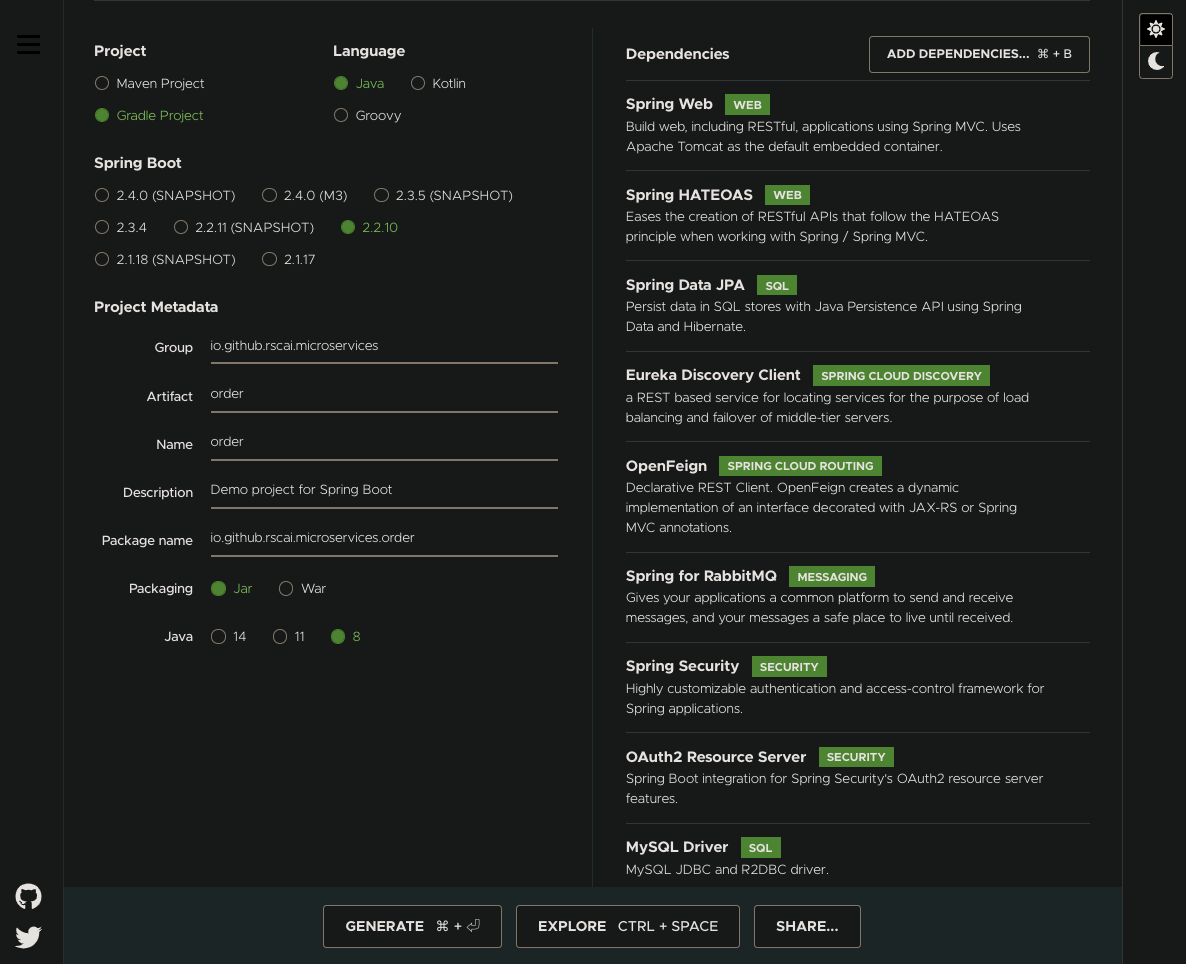 Project
Language
Maven Project
Java
Kotlin
Gradle Project
Groovy
Spring Boot
2.4.0 (SNAPSHOT)
2.4.0 (M3)
2.3.5 (SNAPSHOT)
2.3.4
2.2.11 (SNAPSHOT)
2.2.10
2.1.18 (SNAPSHOT)
2.1.17
Project Metadata
Group
io.github.rscai.microservices
Artifact
order
Name
order
Description
Demo project for Spring Boot
Package name
io.github.rscai.microservices.order
Packaging
Jar
War
Java
14
11
8
Dependencies
ADD DEPENDENCIES... ⌘ + B
Spring Web WEB
Build web, including RESTful, applications using Spring MVC. Uses
Apache Tomcat as the default embedded container.
Spring HATEOAS WEB
Eases the creation of RESTful APIs that follow the HATEOAS
principle when working with Spring / Spring MVC.
Spring Data JPA SQL
Persist data in SQL stores with Java Persistence API using Spring
Data and Hibernate.
Eureka Discovery Client SPRING CLOUD DISCOVERY
a REST based service for locating services for the purpose of load
balancing and failover of middle-tier servers.
OpenFeign SPRING CLOUD ROUTING
Declarative REST Client. OpenFeign creates a dynamic
implementation of an interface decorated with JAX-RS or Spring
MVC annotations.
Spring for RabbitMQ MESSAGING
Gives your applications a common platform to send and receive
messages, and your messages a safe place to live until received.
Spring Security SECURITY
Highly customizable authentication and access-control framework for
Spring applications.
OAuth2 Resource Server SECURITY
Spring Boot integration for Spring Security's OAuth2 resource server
features.
MySQL Driver SQL
MySQL JDBC and R2DBC driver.
GENERATE ⌘ + ⏎
EXPLORE CTRL + SPACE
SHARE...